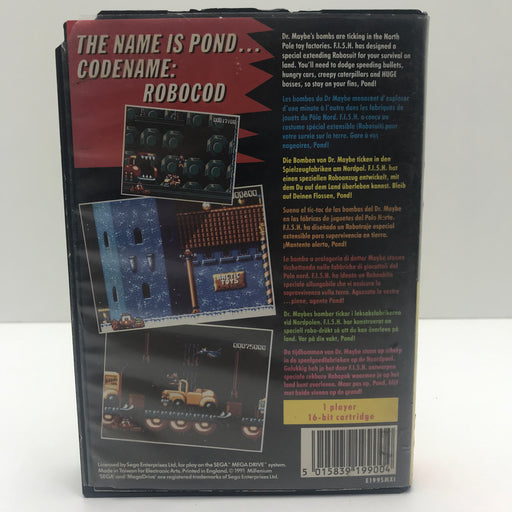 THE NAME IS POND...
CODENAME:
ROBOCOD
Dr. Maybe's bombs are ticking in the North
Pole toy factories. F.I.S.H. has designed a
special extending Robosuit for your survival on
land. You'll need to dodge speeding bullets,
hungry cars, creepy caterpillars and HUGE
bosses, so stay on your fins, Pond!
Les bombes du Dr Maybe menacent d'exploser
d'une minute à l'autre dans les fabriques de
jouets du Pôle Nord. F.I.S.H. a conçu un
costume spécial extensible (Robotsuit) pour
votre survie sur la terre. Gare à vos
nageoires, Pond!
Die Bomben von Dr. Maybe ticken in den
Spielzeugfabriken am Nordpol. F.I.S.H. hat
einen speziellen Roboanzug entwickelt, mit
dem Du auf dem Land überleben kannst. Bleib
auf Deinen Flossen, Pond!
Suena el tic-tac de las bombas del Dr. Maybe
en las fábricas de juguetes del Polo Norte.
F.I.S.H. ha diseñado un Robotraje especial
extensible para supervivencia en tierra.
¡Mantente alerta, Pond!
Le bombe a orologeria di dottor Maybe stanno
ticchettando nelle fabbriche di giocattoli del
Polo nord. F.I.S.H. ha ideato un Robovestito
speciale allungabile che vi assicura la
sopravvivenza sulla terra. Aguzzate le vostre
...pinne, agente Pond!
Dr. Maybes bomber tickar i leksaksfabrikerna
vid Nordpolen. F.I.S.H. har konstruerat en
speciell robo-dräkt så att du kan överleva på
land. Var på din vakt, Pond!
De tijdbommen van Dr. Maybe staan op scherp
in de speelgoedfabrieken op de Noordpool.
Gelukkig heb je het door F.I.S.H. ontworpen
speciale rekbare Robopak waarmee je op het
land kunt overleven. Maar pas op, Pond, blijf
met beide vinnen op de grond!
ARCTIC
TOYS
00075000
1 player
16-bit cartridge
Licensed by Sega Enterprises Ltd. for play on the SEGA MEGA DRIVE system.
Made in Taiwan for Electronic Arts. Printed in England. © 1991 Millenium
'SEGA' and 'MegaDrive' are registered trademarks of Sega Enterprises Ltd.
5 015839 199004
E1995MXI